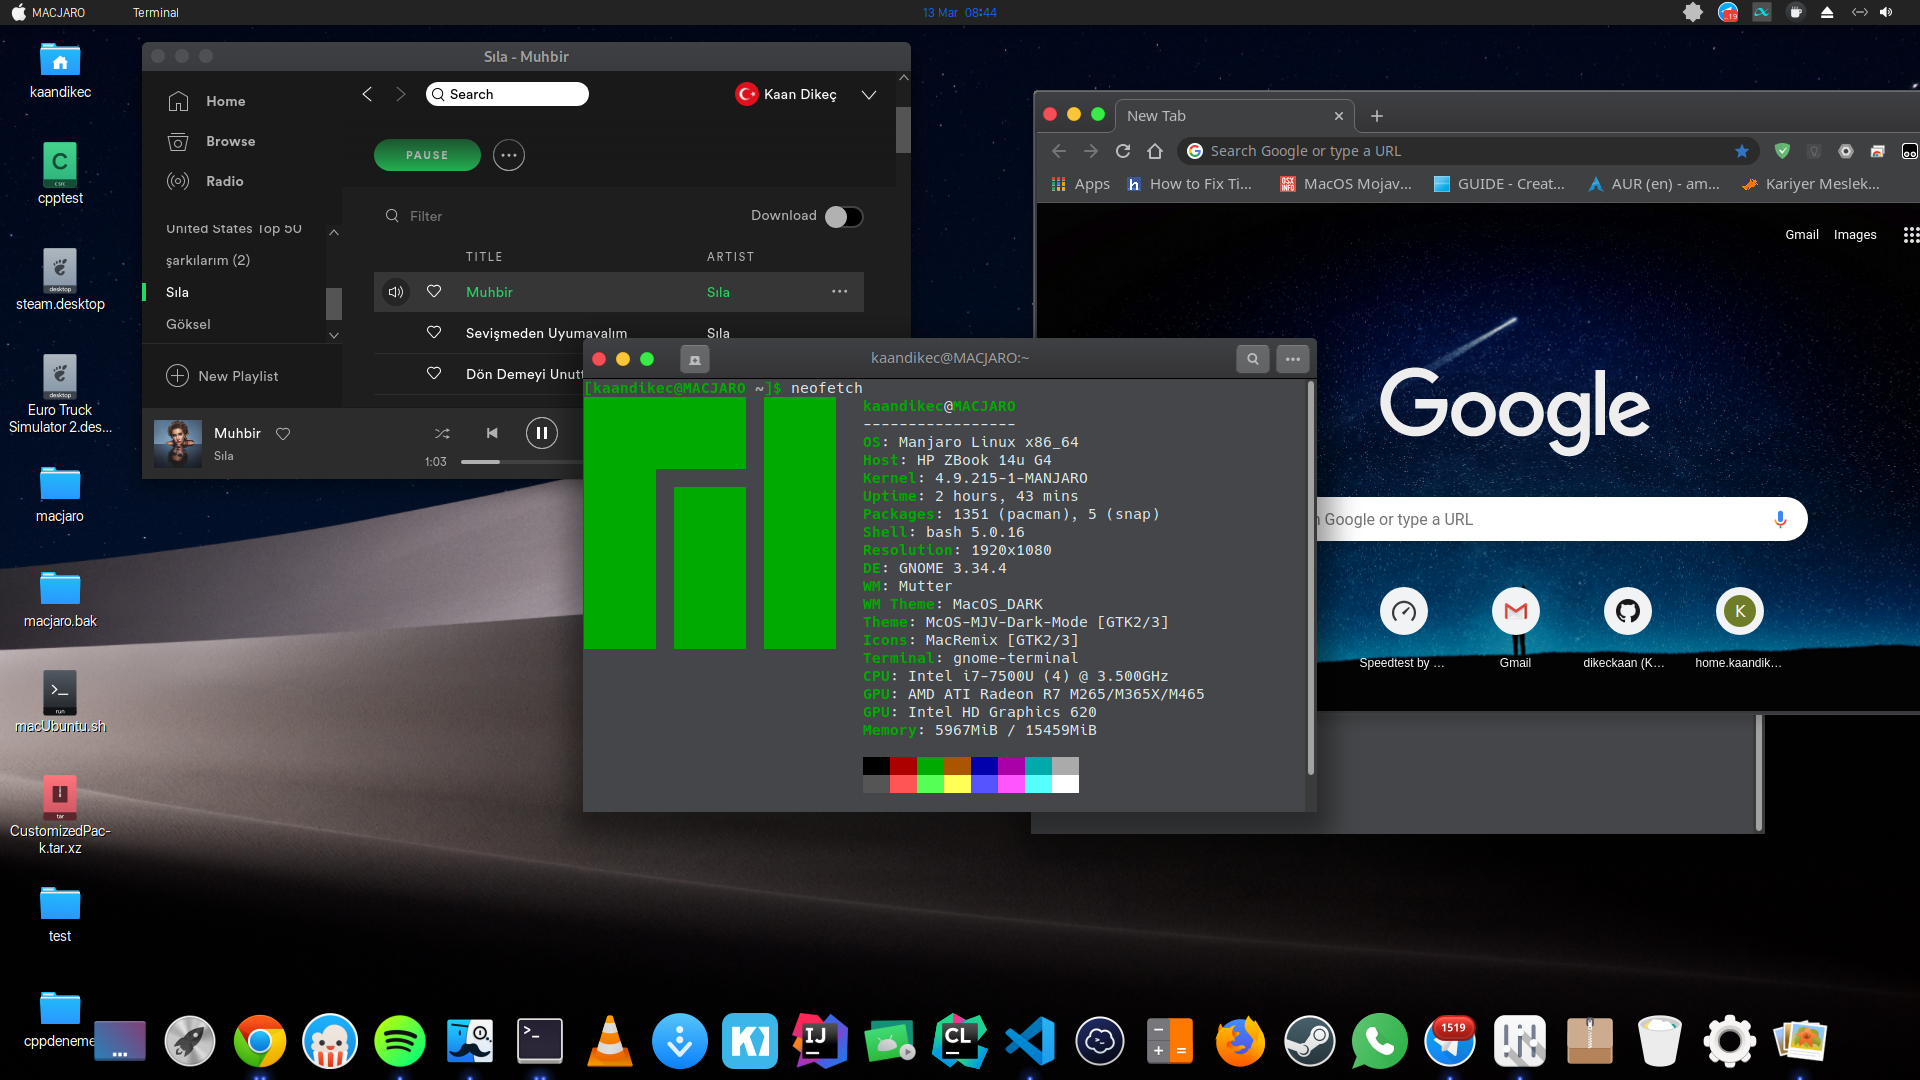 MACJARO
Terminal
13 Mar 08:44
19
kaandikec
cpptest
steam.desktop
Euro Truck
Simulator 2.des...
macjaro
macjaro.bak
macUbuntu.sh
CustomizedPac-
k.tar.xz
test
cppdeneme
C
desktop
desktop
run
tar
Sıla - Muhbir
Home
Browse
Radio
United States Top 50
şarkılarım (2)
Sıla
Göksel
New Playlist
Search
Kaan Dikeç
PAUSE
Filter
Download
TITLE ARTIST
Muhbir Sıla
Sevişmeden Uyumayalım Sıla
Dön Demeyi Unutt
Muhbir
Sıla
1:03
New Tab
Search Google or type a URL
Apps
How to Fix Ti...
MacOS Mojav...
GUIDE - Creat...
AUR (en) - am...
Kariyer Meslek...
Gmail Images
Google
Google or type a URL
K
Speedtest by ...
Gmail
dikeckaan (K...
home.kaandik...
kaandikec@MACJARO:~
[kaandikec@MACJARO ~]$ neofetch
kaandikec@MACJARO
-----------------
OS: Manjaro Linux x86_64
Host: HP ZBook 14u G4
Kernel: 4.9.215-1-MANJARO
Uptime: 2 hours, 43 mins
Packages: 1351 (pacman), 5 (snap)
Shell: bash 5.0.16
Resolution: 1920x1080
DE: GNOME 3.34.4
WM: Mutter
WM Theme: MacOS_DARK
Theme: McOS-MJV-Dark-Mode [GTK2/3]
Icons: MacRemix [GTK2/3]
Terminal: gnome-terminal
CPU: Intel i7-7500U (4) @ 3.500GHz
GPU: AMD ATI Radeon R7 M265/M365X/M465
GPU: Intel HD Graphics 620
Memory: 5967MiB / 15459MiB
IJ
CL
1519